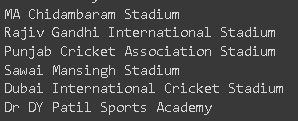 MA Chidambaram Stadium
Rajiv Gandhi International Stadium
Punjab Cricket Association Stadium
Sawai Mansingh Stadium
Dubai International Cricket Stadium
Dr DY Patil Sports Academy